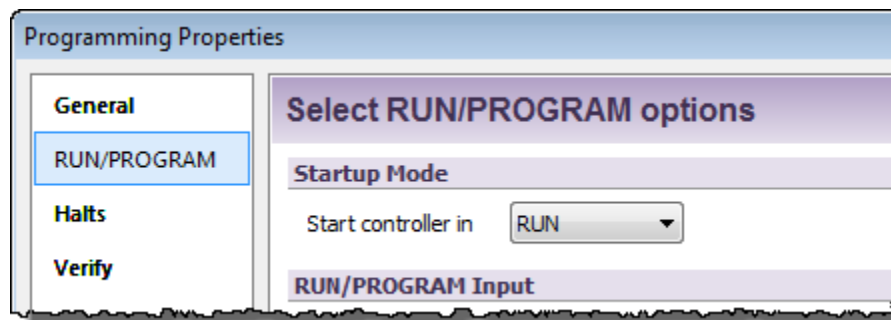 Programming Properties
General
RUN/PROGRAM
Halts
Verify
Select RUN/PROGRAM options
Startup Mode
Start controller in RUN
RUN/PROGRAM Input